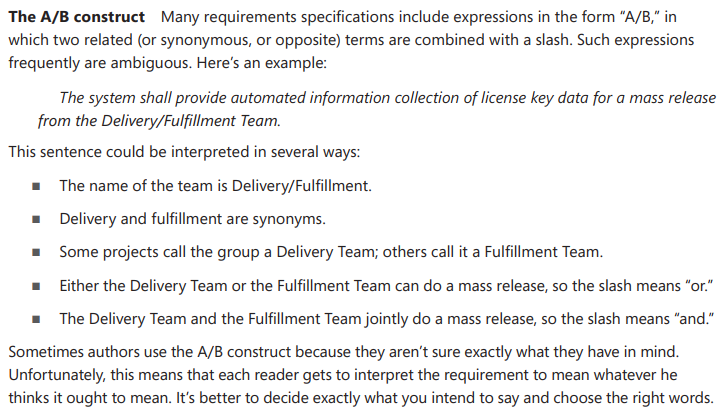 The A/B construct Many requirements specifications include expressions in the form “A/B,” in
which two related (or synonymous, or opposite) terms are combined with a slash. Such expressions
frequently are ambiguous. Here’s an example:
The system shall provide automated information collection of license key data for a mass release
from the Delivery/Fulfillment Team.
This sentence could be interpreted in several ways:
■ The name of the team is Delivery/Fulfillment.
■ Delivery and fulfillment are synonyms.
■ Some projects call the group a Delivery Team; others call it a Fulfillment Team.
■ Either the Delivery Team or the Fulfillment Team can do a mass release, so the slash means “or.”
■ The Delivery Team and the Fulfillment Team jointly do a mass release, so the slash means “and.”
Sometimes authors use the A/B construct because they aren’t sure exactly what they have in mind.
Unfortunately, this means that each reader gets to interpret the requirement to mean whatever he
thinks it ought to mean. It’s better to decide exactly what you intend to say and choose the right words.